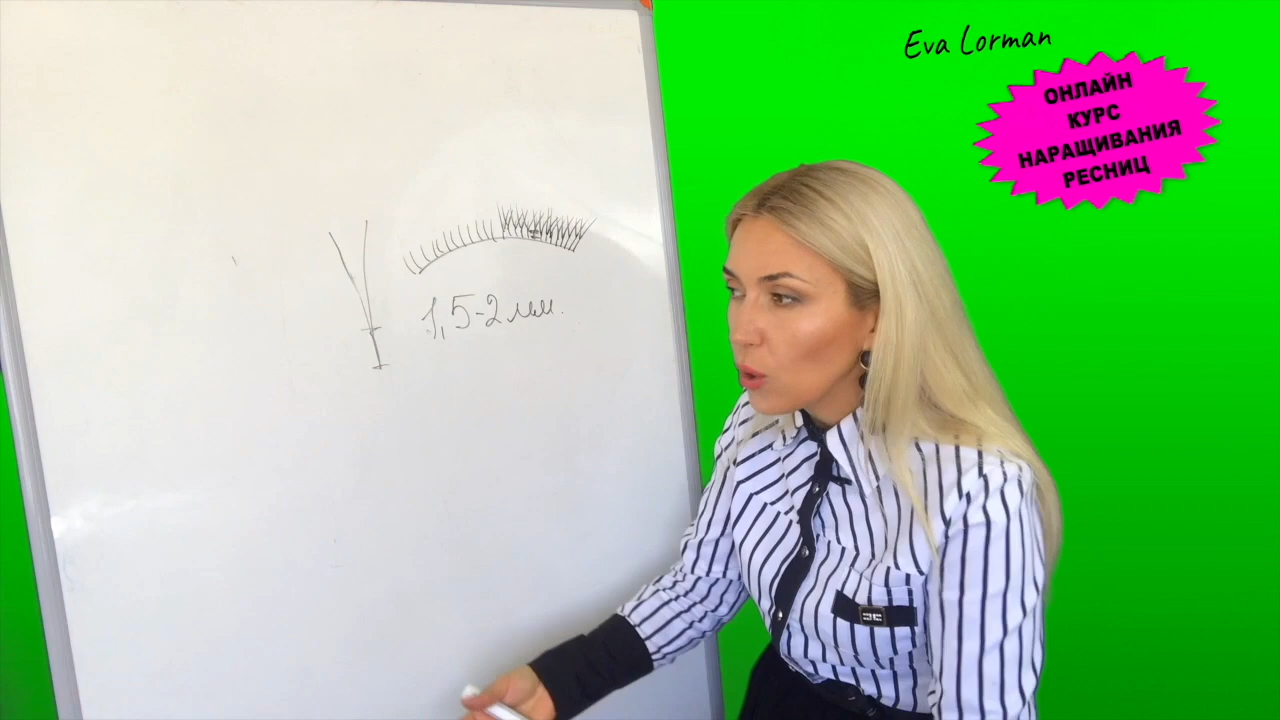 Eva Lorman
ОНЛАЙН
КУРС
НАРАЩИВАНИЯ
РЕСНИЦ
1,5-2 мм.